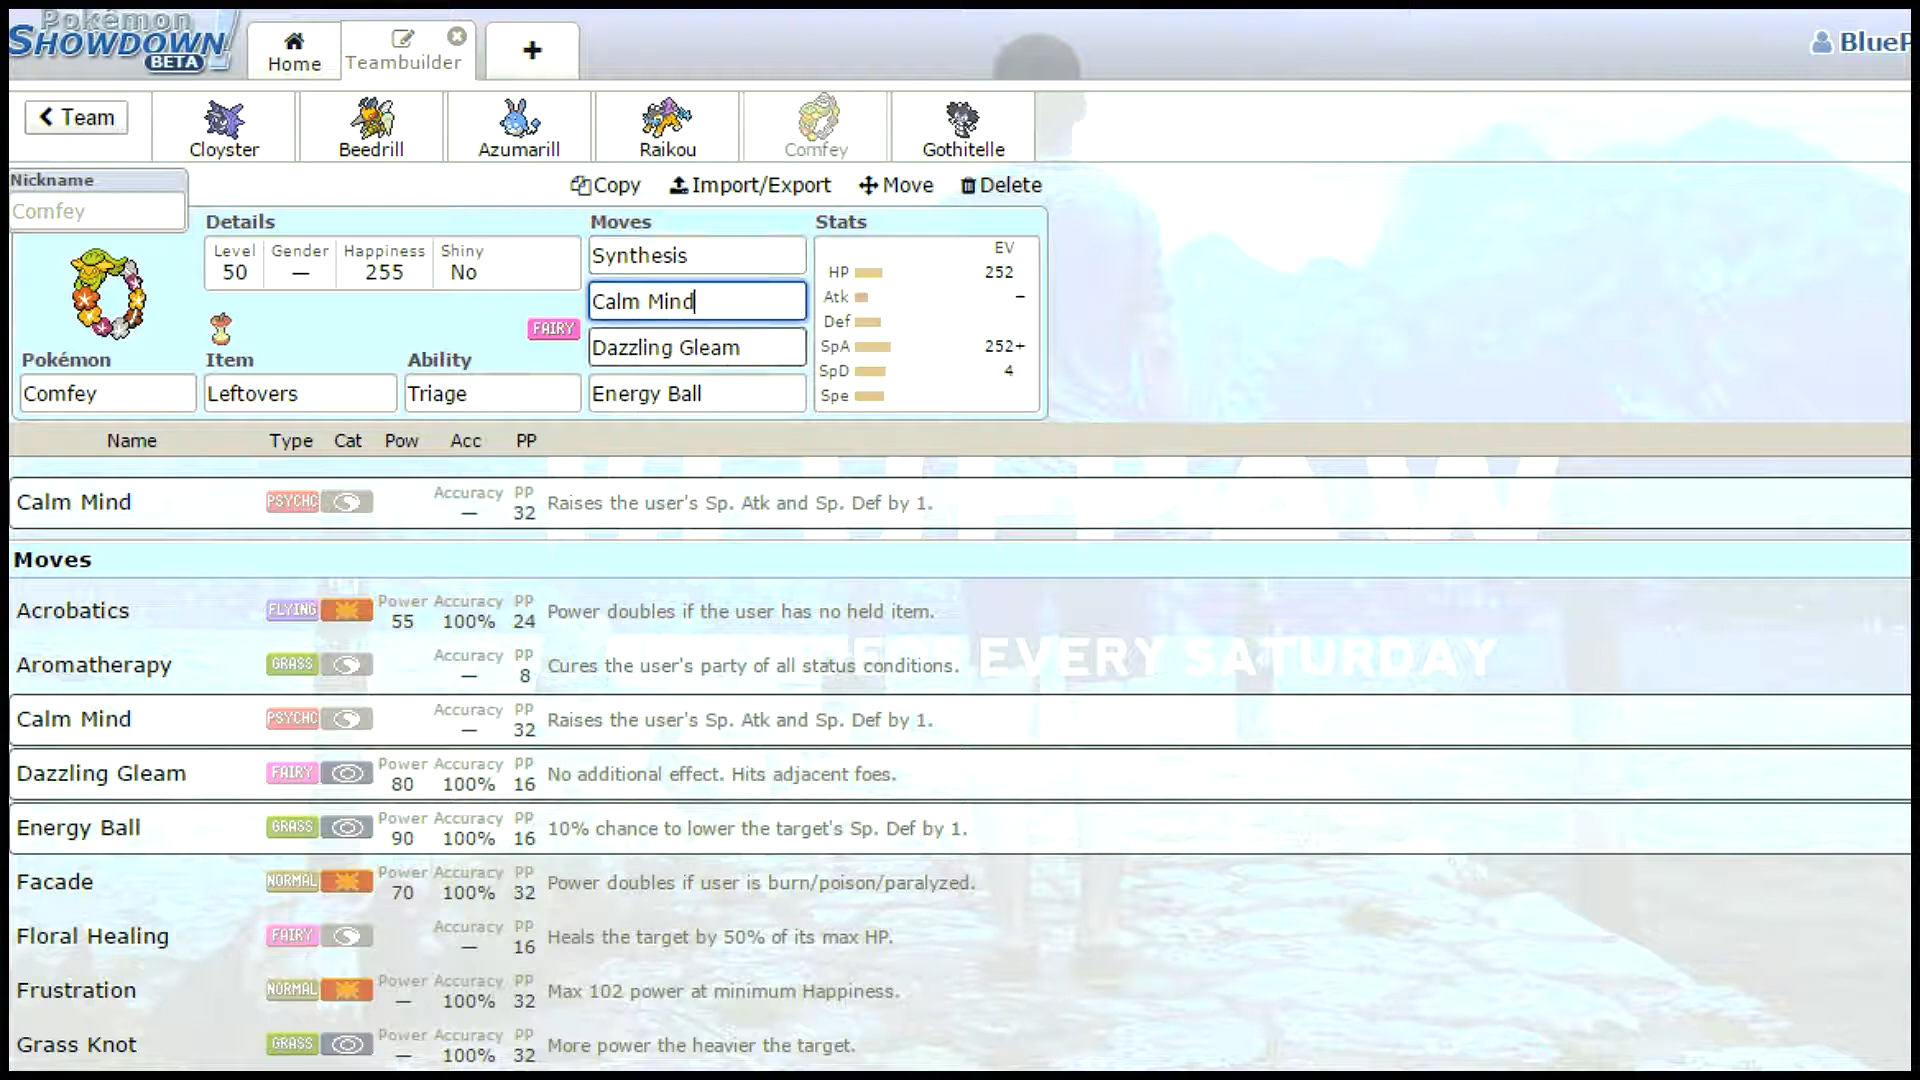 Pokémon
SHOWDOWN!
BETA
Home
Teambuilder
+
BlueP
Team
Cloyster
Beedrill
Azumarill
Raikou
Comfey
Gothitelle
Nickname
Comfey
Copy Import/Export Move Delete
Details
Moves
Stats
Level Gender Happiness Shiny
50 — 255 No
FAIRY
Pokémon Item Ability
Comfey Leftovers Triage
Synthesis
Calm Mind
Dazzling Gleam
Energy Ball
EV
HP 252
Atk –
Def
SpA 252+
SpD 4
Spe
Name Type Cat Pow Acc PP
Calm Mind PSYCHC Accuracy — PP 32 Raises the user's Sp. Atk and Sp. Def by 1.
Moves
Acrobatics FLYING Power 55 Accuracy 100% PP 24 Power doubles if the user has no held item.
Aromatherapy GRASS Accuracy — PP 8 Cures the user's party of all status conditions.
EVERY SATURDAY
Calm Mind PSYCHC Accuracy — PP 32 Raises the user's Sp. Atk and Sp. Def by 1.
Dazzling Gleam FAIRY Power 80 Accuracy 100% PP 16 No additional effect. Hits adjacent foes.
Energy Ball GRASS Power 90 Accuracy 100% PP 16 10% chance to lower the target's Sp. Def by 1.
Facade NORMAL Power 70 Accuracy 100% PP 32 Power doubles if user is burn/poison/paralyzed.
Floral Healing FAIRY Accuracy — PP 16 Heals the target by 50% of its max HP.
Frustration NORMAL Power — Accuracy 100% PP 32 Max 102 power at minimum Happiness.
Grass Knot GRASS Power — Accuracy 100% PP 32 More power the heavier the target.